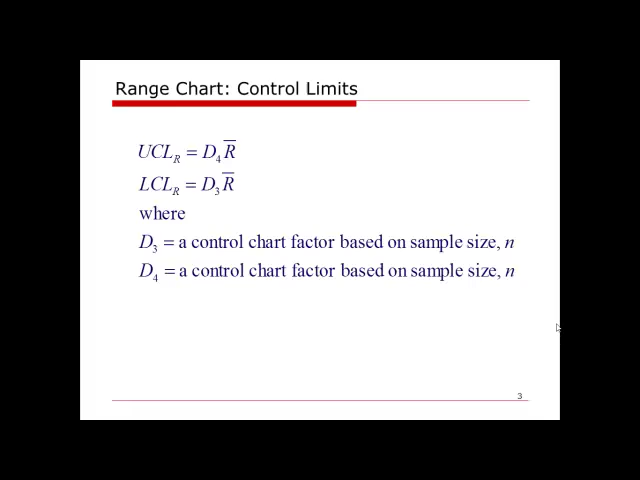 Range Chart: Control Limits
UCL_R = D_4 R̅
LCL_R = D_3 R̅
where
D_3 = a control chart factor based on sample size, n
D_4 = a control chart factor based on sample size, n
3